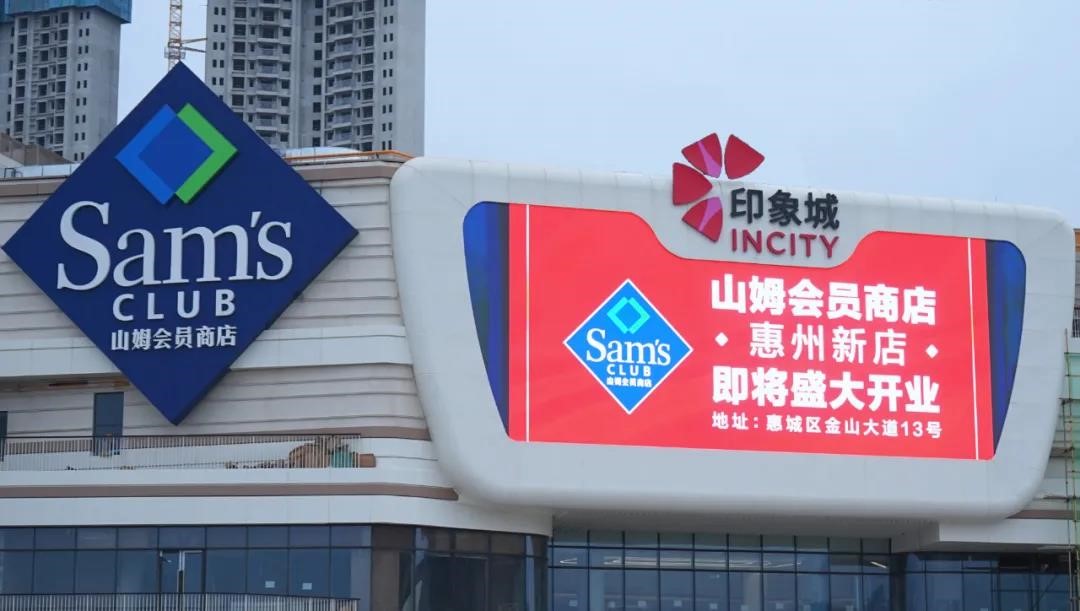 Sam's
CLUB
山姆会员商店
印象城
INCITY
Sam's
CLUB
山姆会员商店
山姆会员商店
惠州新店
即将盛大开业
地址：惠城区金山大道13号